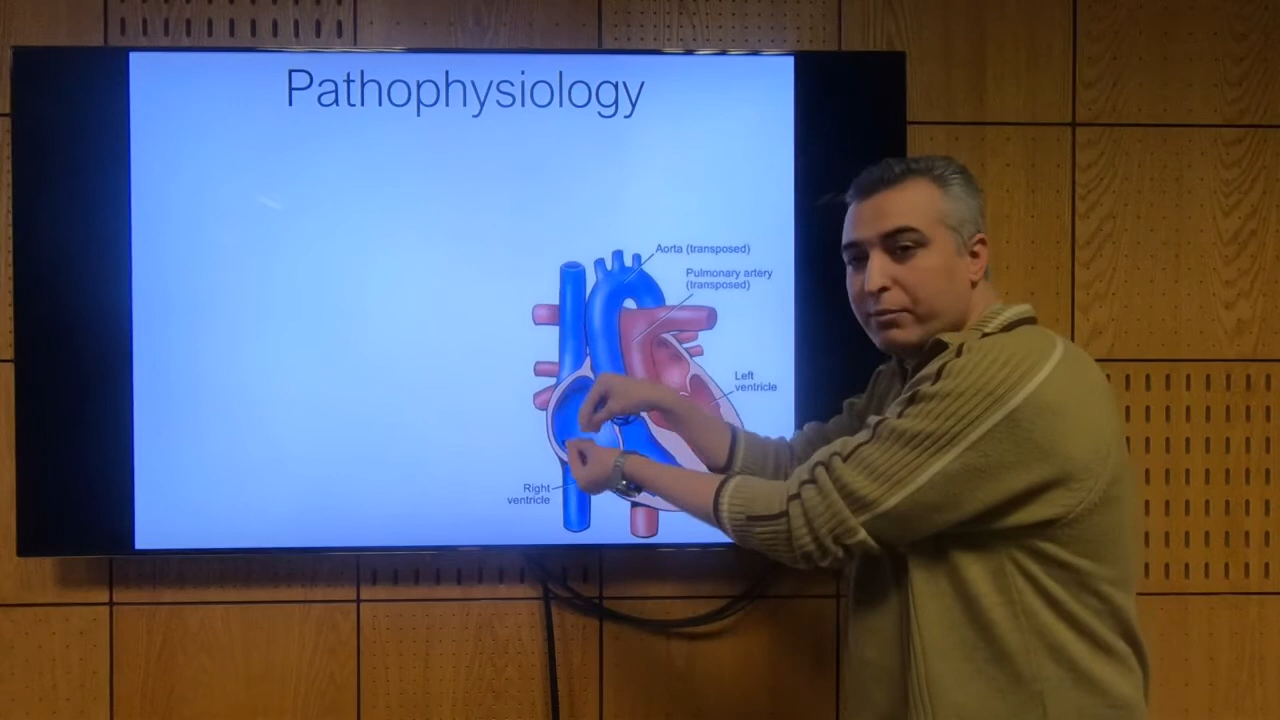 Pathophysiology
Aorta (transposed)
Pulmonary artery
(transposed)
Left
ventricle
Right
ventricle